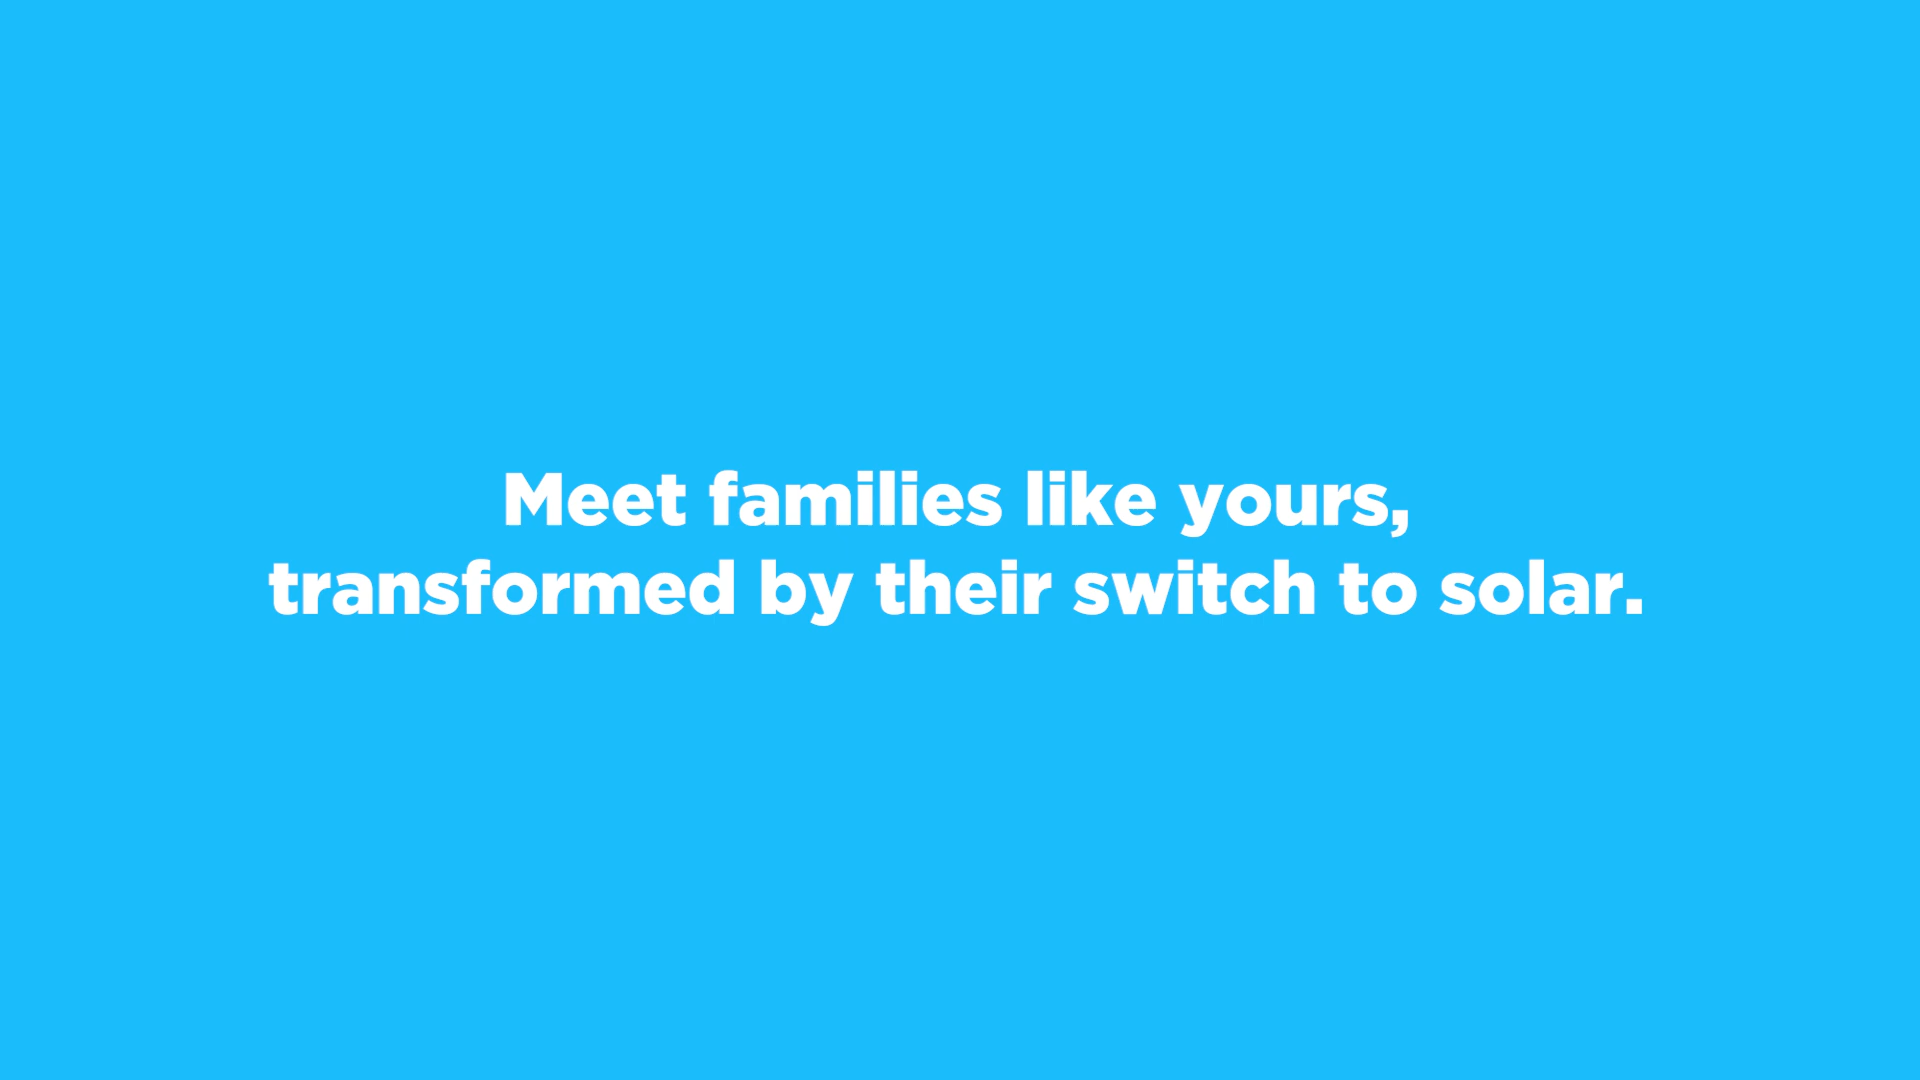 Meet families like yours,
transformed by their switch to solar.